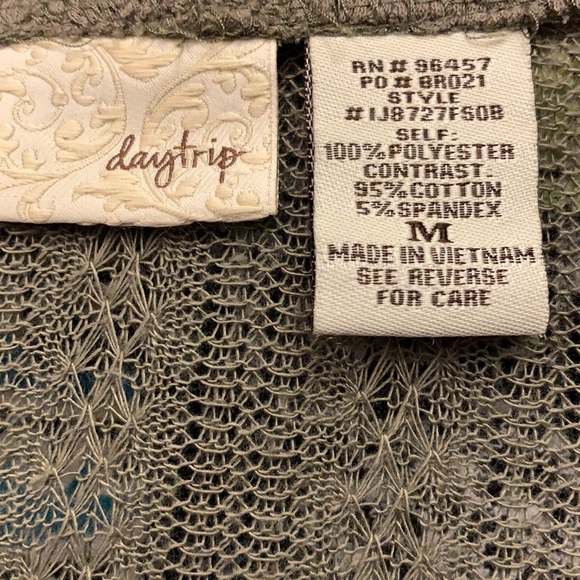 daytrip
RN# 96457
PO# BR021
STYLE
#IJ8727FSOB
SELF:
100%POLYESTER
CONTRAST:
95%COTTON
5%SPANDEX
M
MADE IN VIETNAM
SEE REVERSE
FOR CARE